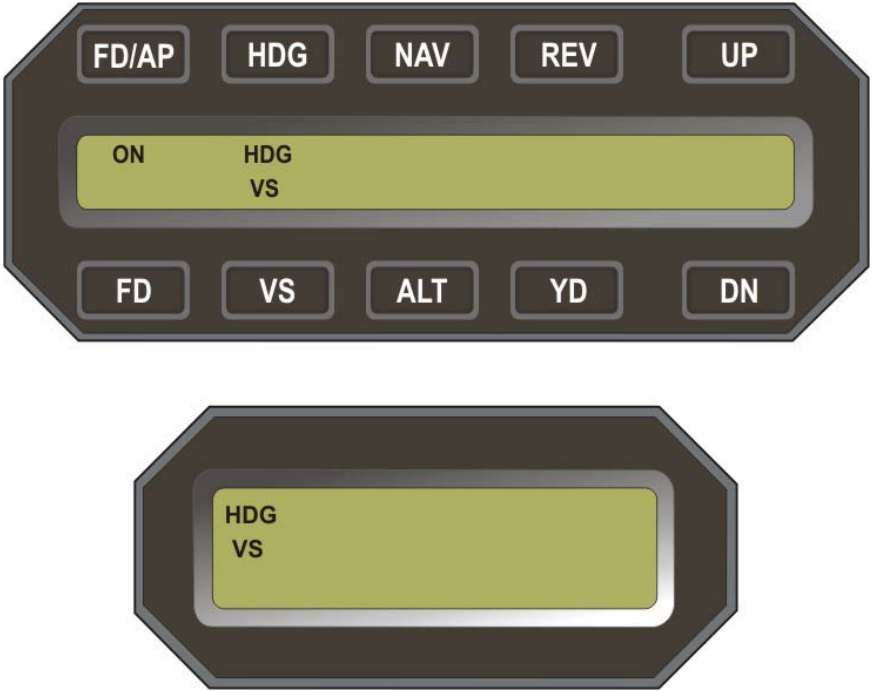 FD/AP HDG NAV REV UP
ON HDG
VS
FD VS ALT YD DN
HDG
VS